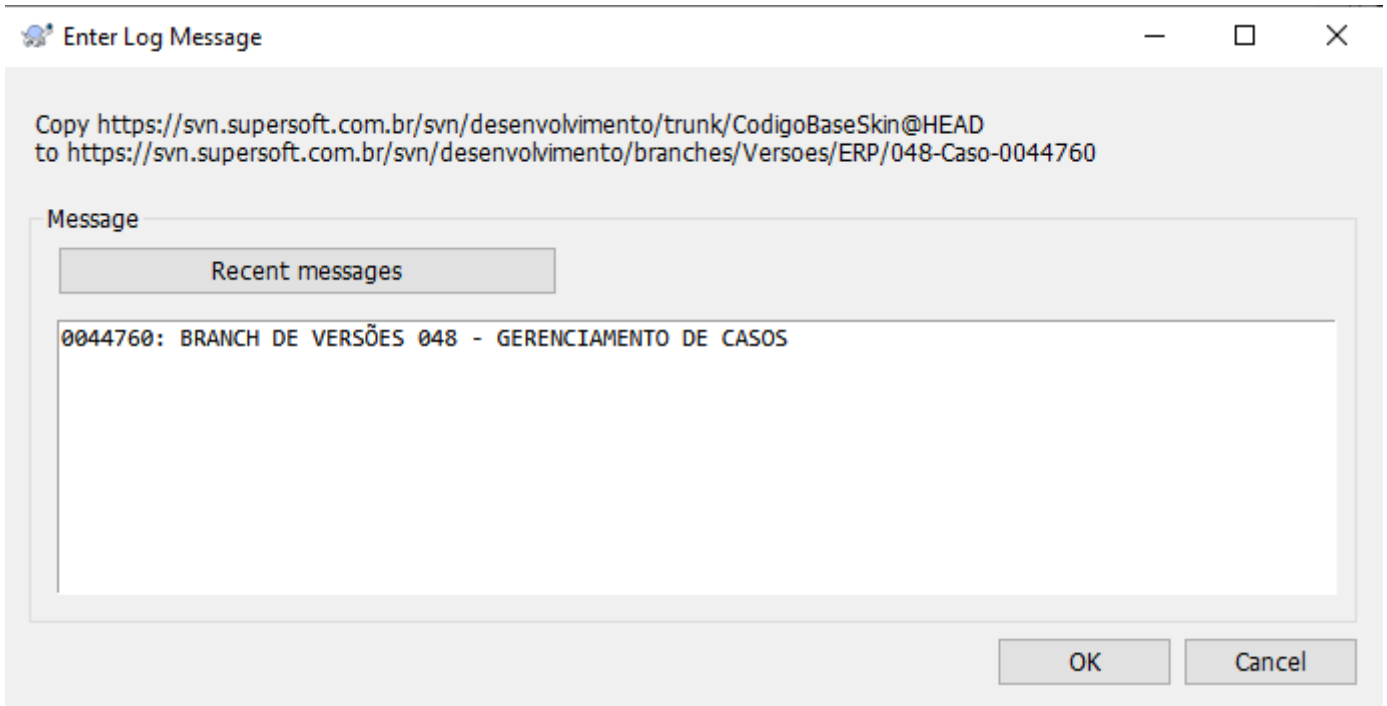 Enter Log Message
Copy https://svn.supersoft.com.br/svn/desenvolvimento/trunk/CodigoBaseSkin@HEAD
to https://svn.supersoft.com.br/svn/desenvolvimento/branches/Versoes/ERP/048-Caso-0044760
Message
Recent messages
0044760: BRANCH DE VERSÕES 048 - GERENCIAMENTO DE CASOS
OK
Cancel